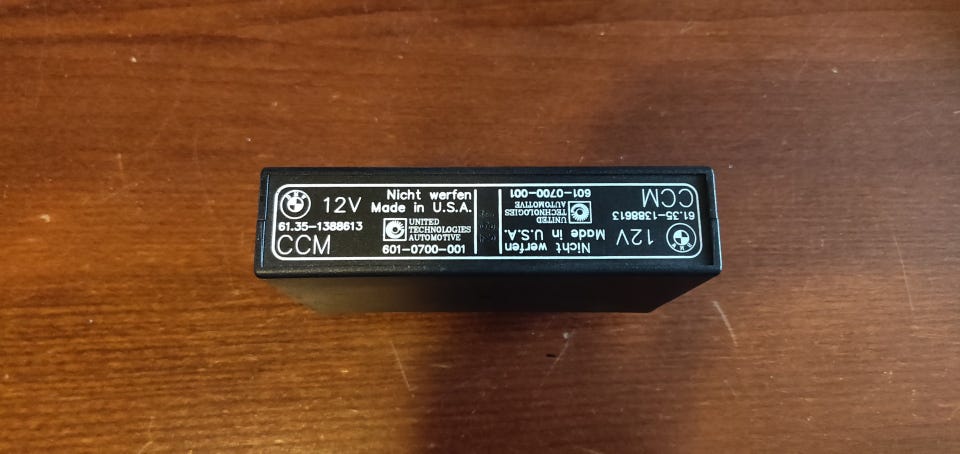 12V
Nicht werfen
Made in U.S.A.
61.35-1388613
CCM
UNITED
TECHNOLOGIES
AUTOMOTIVE
601-0700-001
12V
Nicht werfen
Made in U.S.A.
61.35-1388613
CCM
UNITED
TECHNOLOGIES
AUTOMOTIVE
601-0700-001